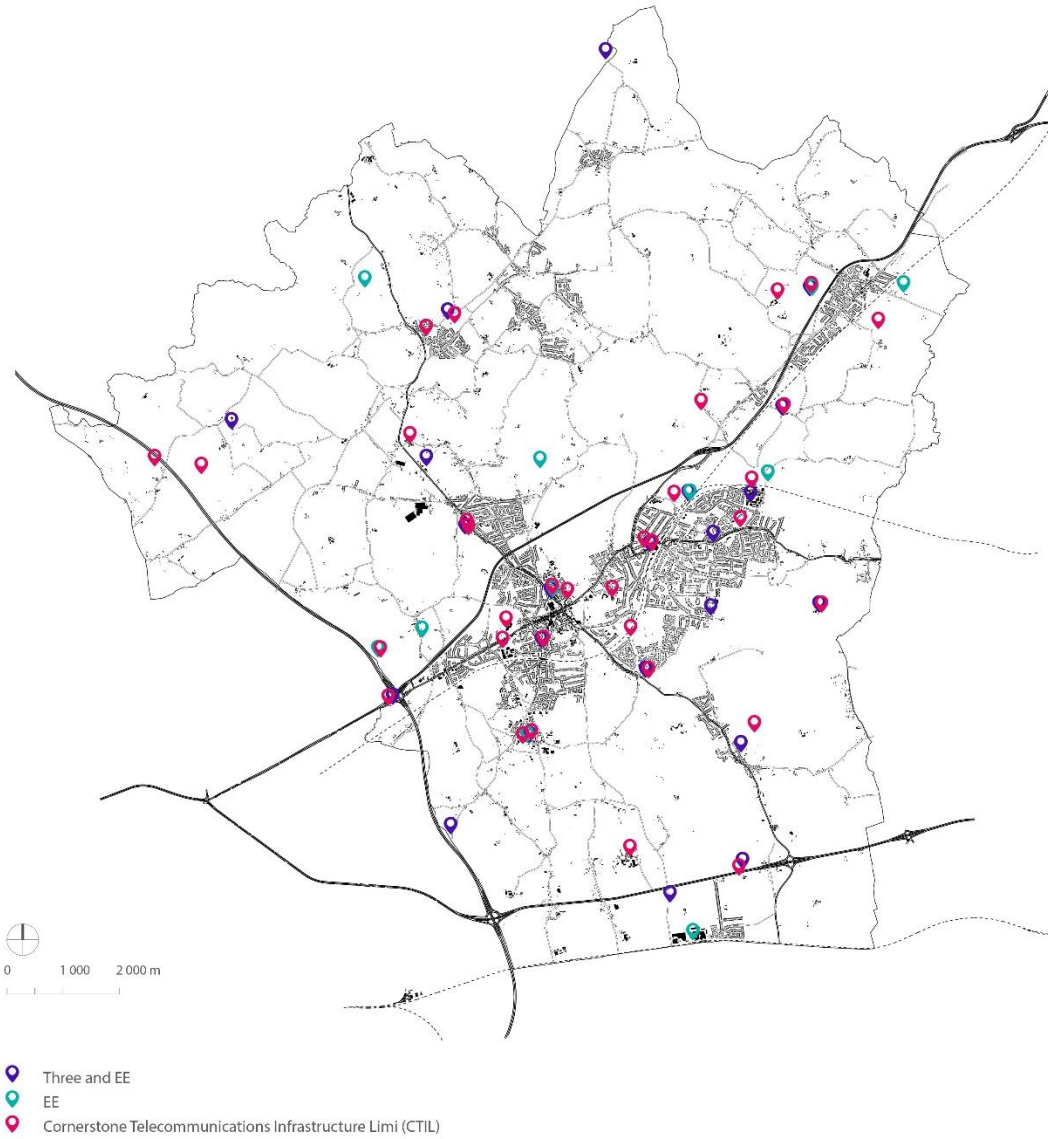 0 1 000 2 000 m
Three and EE
EE
Cornerstone Telecommunications Infrastructure Limi (CTIL)